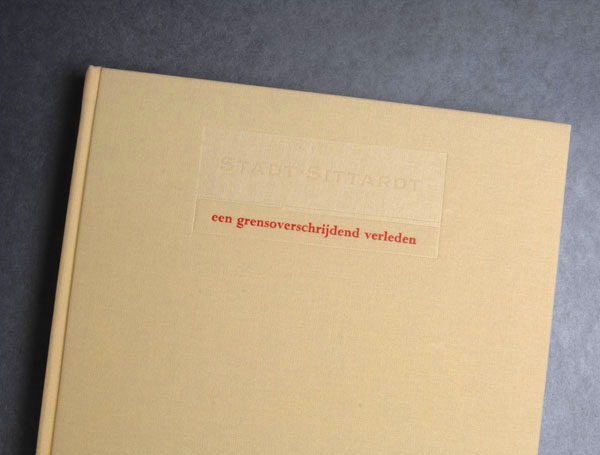 STADT SITTARDT
een grensoverschrijdend verleden